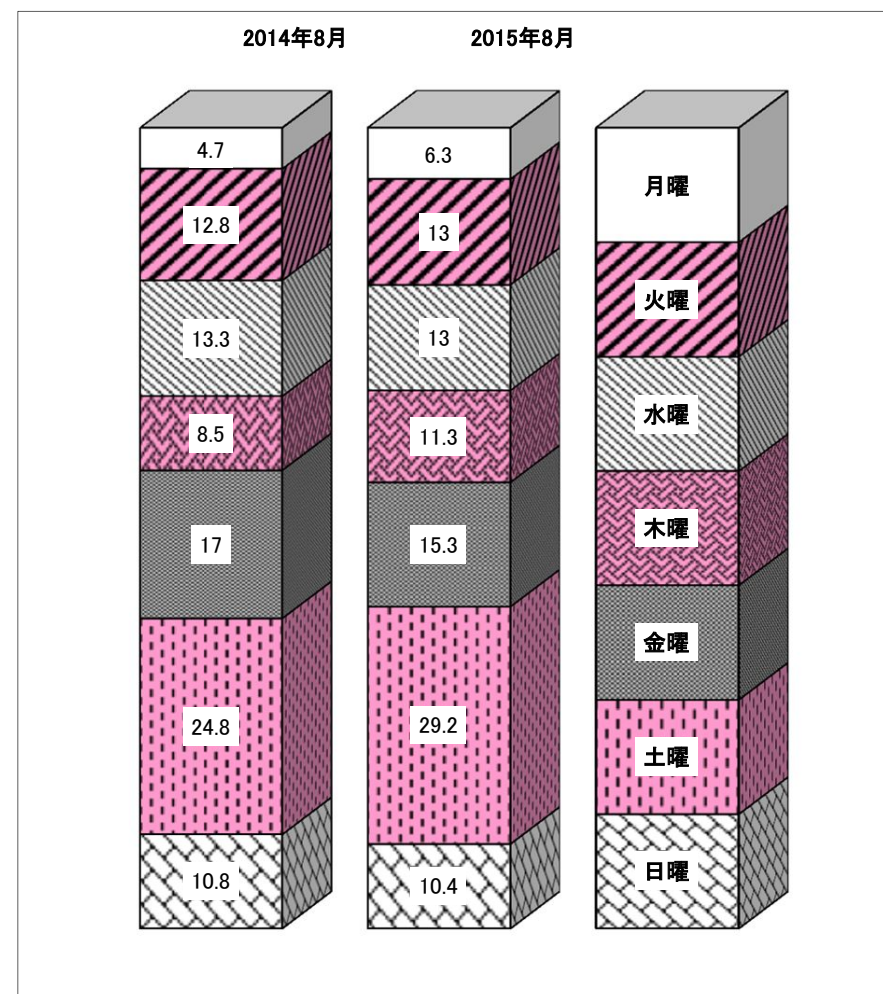 2014年8月 2015年8月
4.7 6.3 月曜
12.8 13 火曜
13.3 13 水曜
8.5 11.3 木曜
17 15.3 金曜
24.8 29.2 土曜
10.8 10.4 日曜